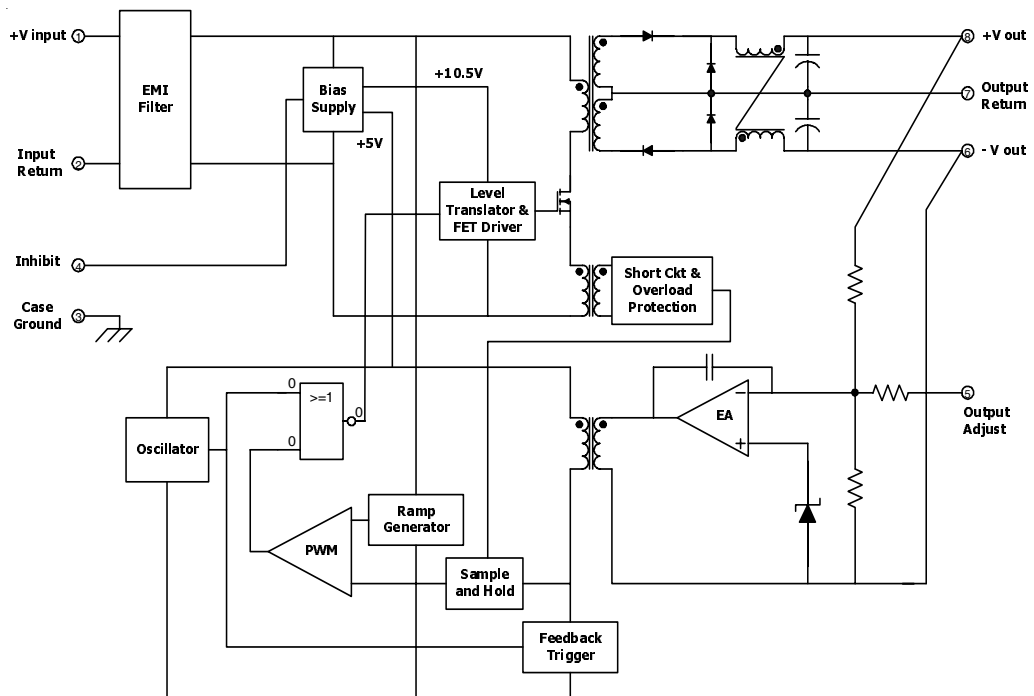 +V input
1
EMI
Filter
Bias
Supply
+10.5V
+5V
8
+V out
7
Output
Return
6
- V out
Input
Return
2
Level
Translator &
FET Driver
Inhibit
4
Short Ckt &
Overload
Protection
Case
Ground
3
0
>=1
0
0
Oscillator
EA
−
+
5
Output
Adjust
Ramp
Generator
PWM
Sample
and Hold
Feedback
Trigger